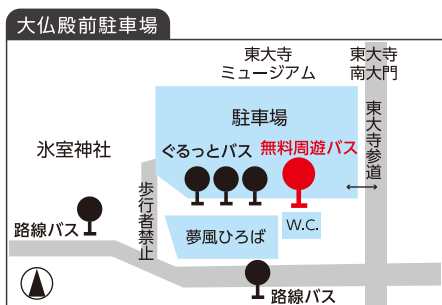 大仏殿前駐車場
東大寺
ミュージアム
東大寺
南大門
駐車場
東大寺参道
氷室神社
ぐるっとバス
無料周遊バス
歩行者禁止
路線バス
夢風ひろば
W.C.
路線バス